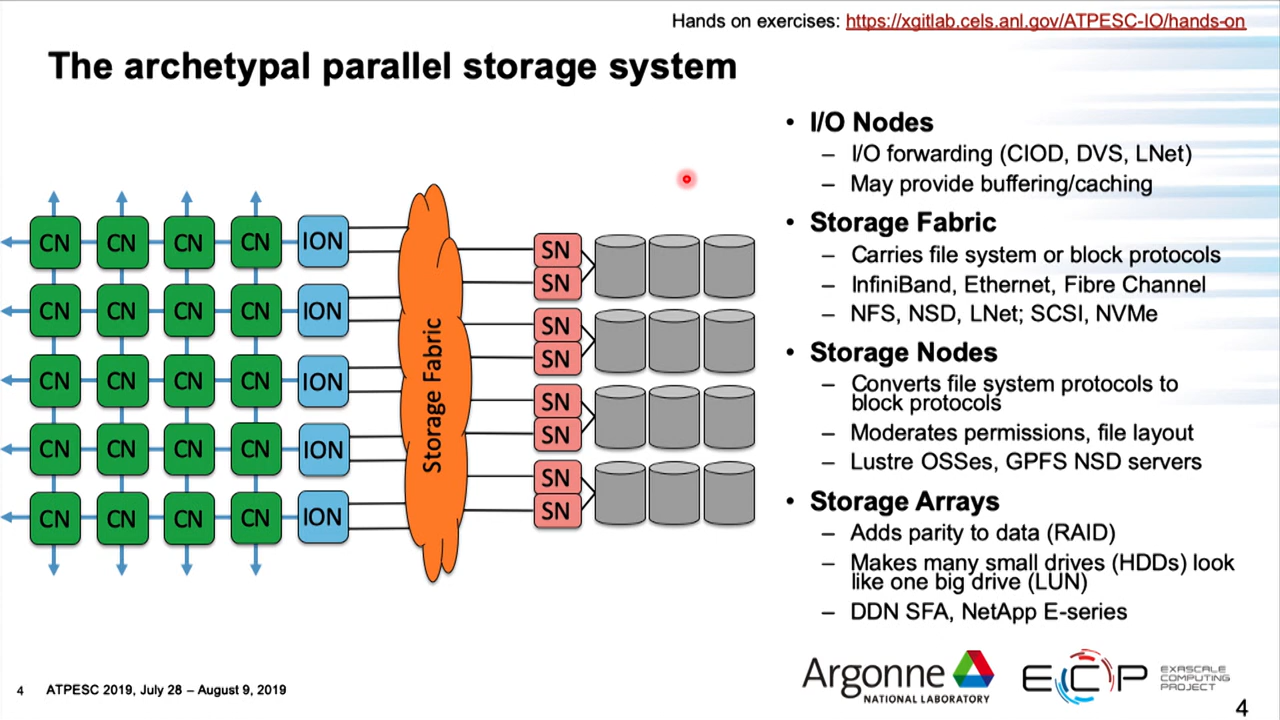 Hands on exercises: https://xgitlab.cels.anl.gov/ATPESC-IO/hands-on
The archetypal parallel storage system
CN CN CN CN ION
CN CN CN CN ION
CN CN CN CN ION
CN CN CN CN ION
CN CN CN CN ION
Storage Fabric
SN
SN
SN
SN
SN
SN
SN
SN
• I/O Nodes
– I/O forwarding (CIOD, DVS, LNet)
– May provide buffering/caching
• Storage Fabric
– Carries file system or block protocols
– InfiniBand, Ethernet, Fibre Channel
– NFS, NSD, LNet; SCSI, NVMe
• Storage Nodes
– Converts file system protocols to
block protocols
– Moderates permissions, file layout
– Lustre OSSes, GPFS NSD servers
• Storage Arrays
– Adds parity to data (RAID)
– Makes many small drives (HDDs) look
like one big drive (LUN)
– DDN SFA, NetApp E-series
4 ATPESC 2019, July 28 – August 9, 2019
Argonne
NATIONAL LABORATORY
ECP
EXASCALE
COMPUTING
PROJECT
4